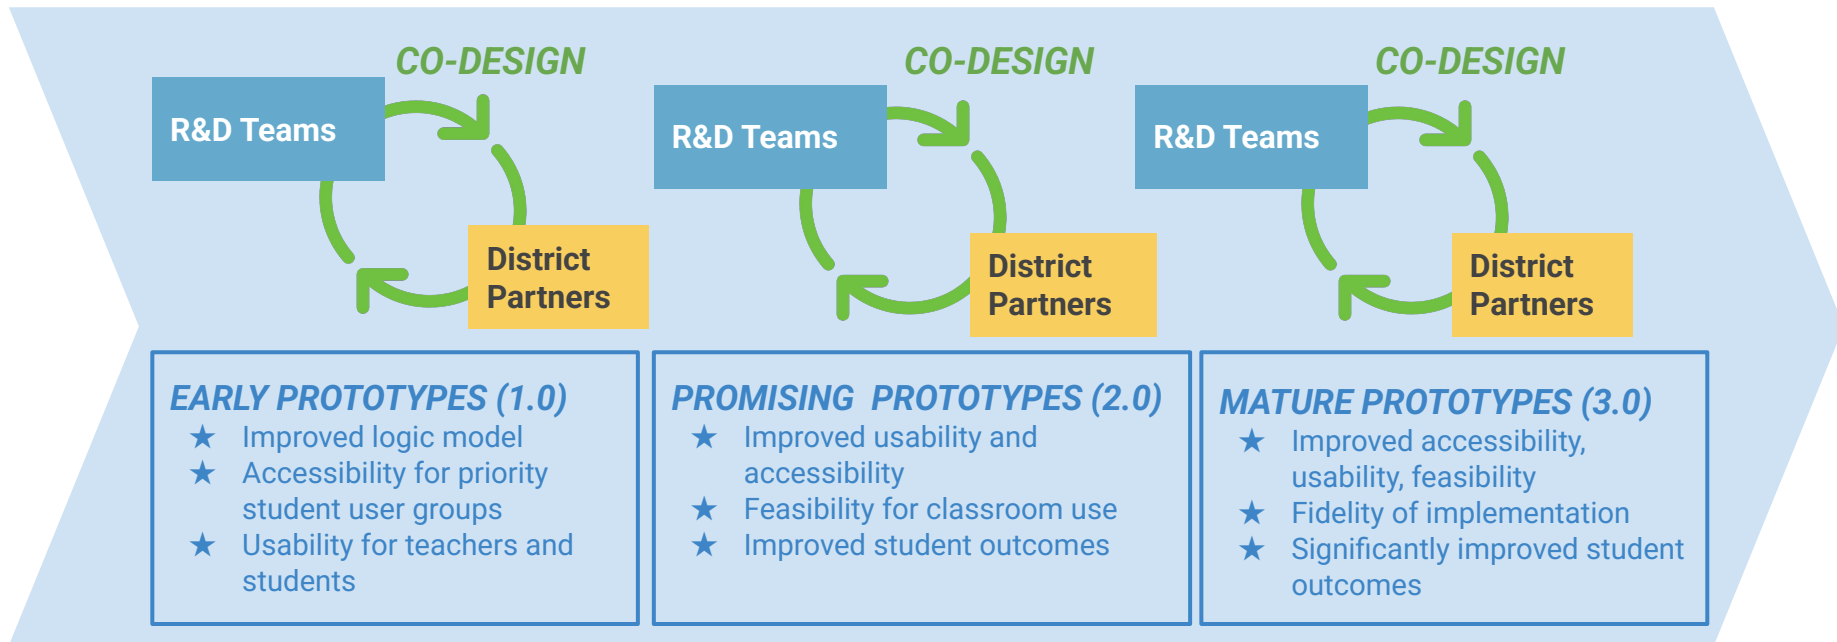 CO-DESIGN
R&D Teams
District
Partners
CO-DESIGN
R&D Teams
District
Partners
CO-DESIGN
R&D Teams
District
Partners
EARLY PROTOTYPES (1.0)
★ Improved logic model
★ Accessibility for priority
student user groups
★ Usability for teachers and
students
PROMISING PROTOTYPES (2.0)
★ Improved usability and
accessibility
★ Feasibility for classroom use
★ Improved student outcomes
MATURE PROTOTYPES (3.0)
★ Improved accessibility,
usability, feasibility
★ Fidelity of implementation
★ Significantly improved student
outcomes